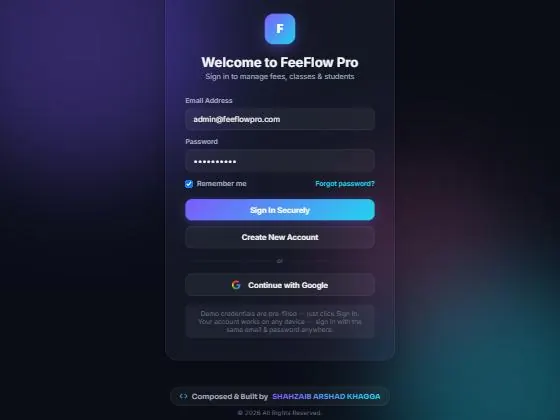 F
Welcome to FeeFlow Pro
Sign in to manage fees, classes & students
Email Address
admin@feeflowpro.com
Password
••••••••••
Remember me
Forgot password?
Sign In Securely
Create New Account
or
Continue with Google
Demo credentials are pre-filled — just click Sign In.
Your account works on any device — sign in with the
same email & password anywhere.
<> Composed & Built by SHAHZAIB ARSHAD KHAGGA
© 2026 All Rights Reserved.